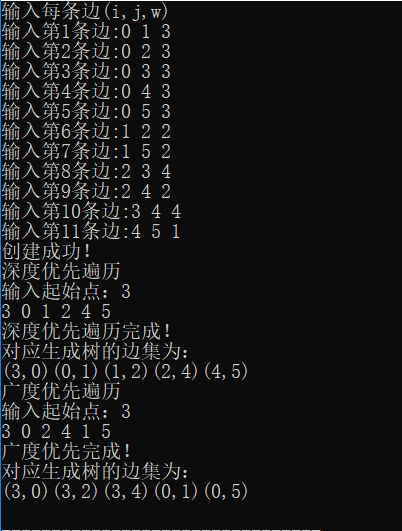 输入每条边(i,j,w)
输入第1条边:0 1 3
输入第2条边:0 2 3
输入第3条边:0 3 3
输入第4条边:0 4 3
输入第5条边:0 5 3
输入第6条边:1 2 2
输入第7条边:1 5 2
输入第8条边:2 3 4
输入第9条边:2 4 2
输入第10条边:3 4 4
输入第11条边:4 5 1
创建成功!
深度优先遍历
输入起始点: 3
3 0 1 2 4 5
深度优先遍历完成!
对应生成树的边集为:
(3,0)(0,1)(1,2)(2,4)(4,5)
广度优先遍历
输入起始点: 3
3 0 2 4 1 5
广度优先完成!
对应生成树的边集为:
(3,0)(3,2)(3,4)(0,1)(0,5)